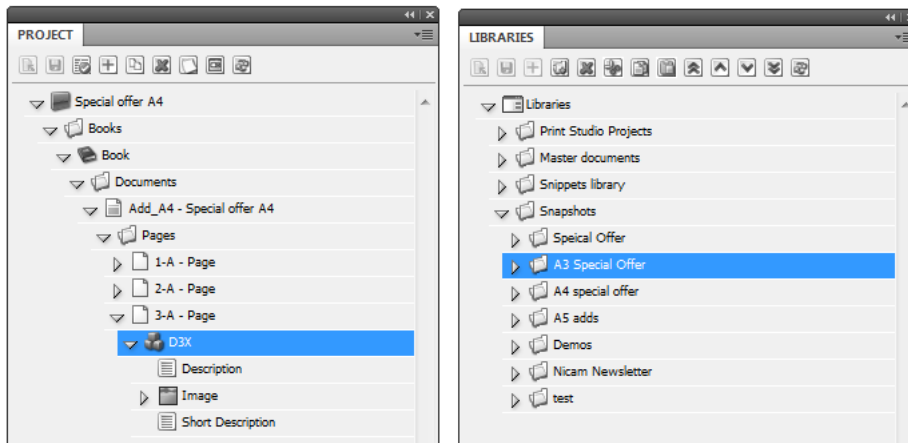 PROJECT
Special offer A4
Books
Book
Documents
Add_A4 - Special offer A4
Pages
1-A - Page
2-A - Page
3-A - Page
D3X
Description
Image
Short Description
LIBRARIES
Libraries
Print Studio Projects
Master documents
Snippets library
Snapshots
Speical Offer
A3 Special Offer
A4 special offer
A5 adds
Demos
Nicam Newsletter
test